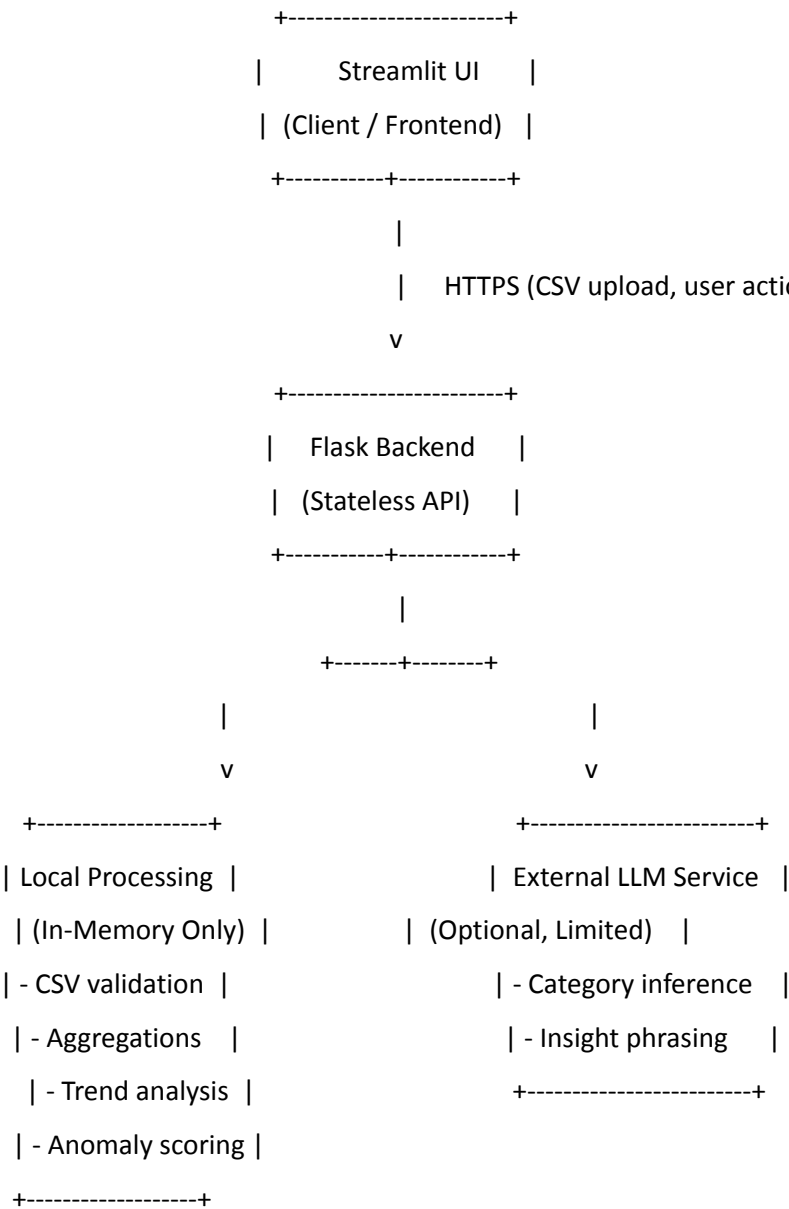 +------------------------+
| Streamlit UI |
| (Client / Frontend) |
+-----------+------------+
|
| HTTPS (CSV upload, user actio
v
+------------------------+
| Flask Backend |
| (Stateless API) |
+-----------+------------+
|
+-------+--------+
| |
v v
+-------------------+ +-------------------------+
| Local Processing | | External LLM Service |
| (In-Memory Only) | | (Optional, Limited) |
| - CSV validation | | - Category inference |
| - Aggregations | | - Insight phrasing |
| - Trend analysis | +-------------------------+
| - Anomaly scoring |
+-------------------+